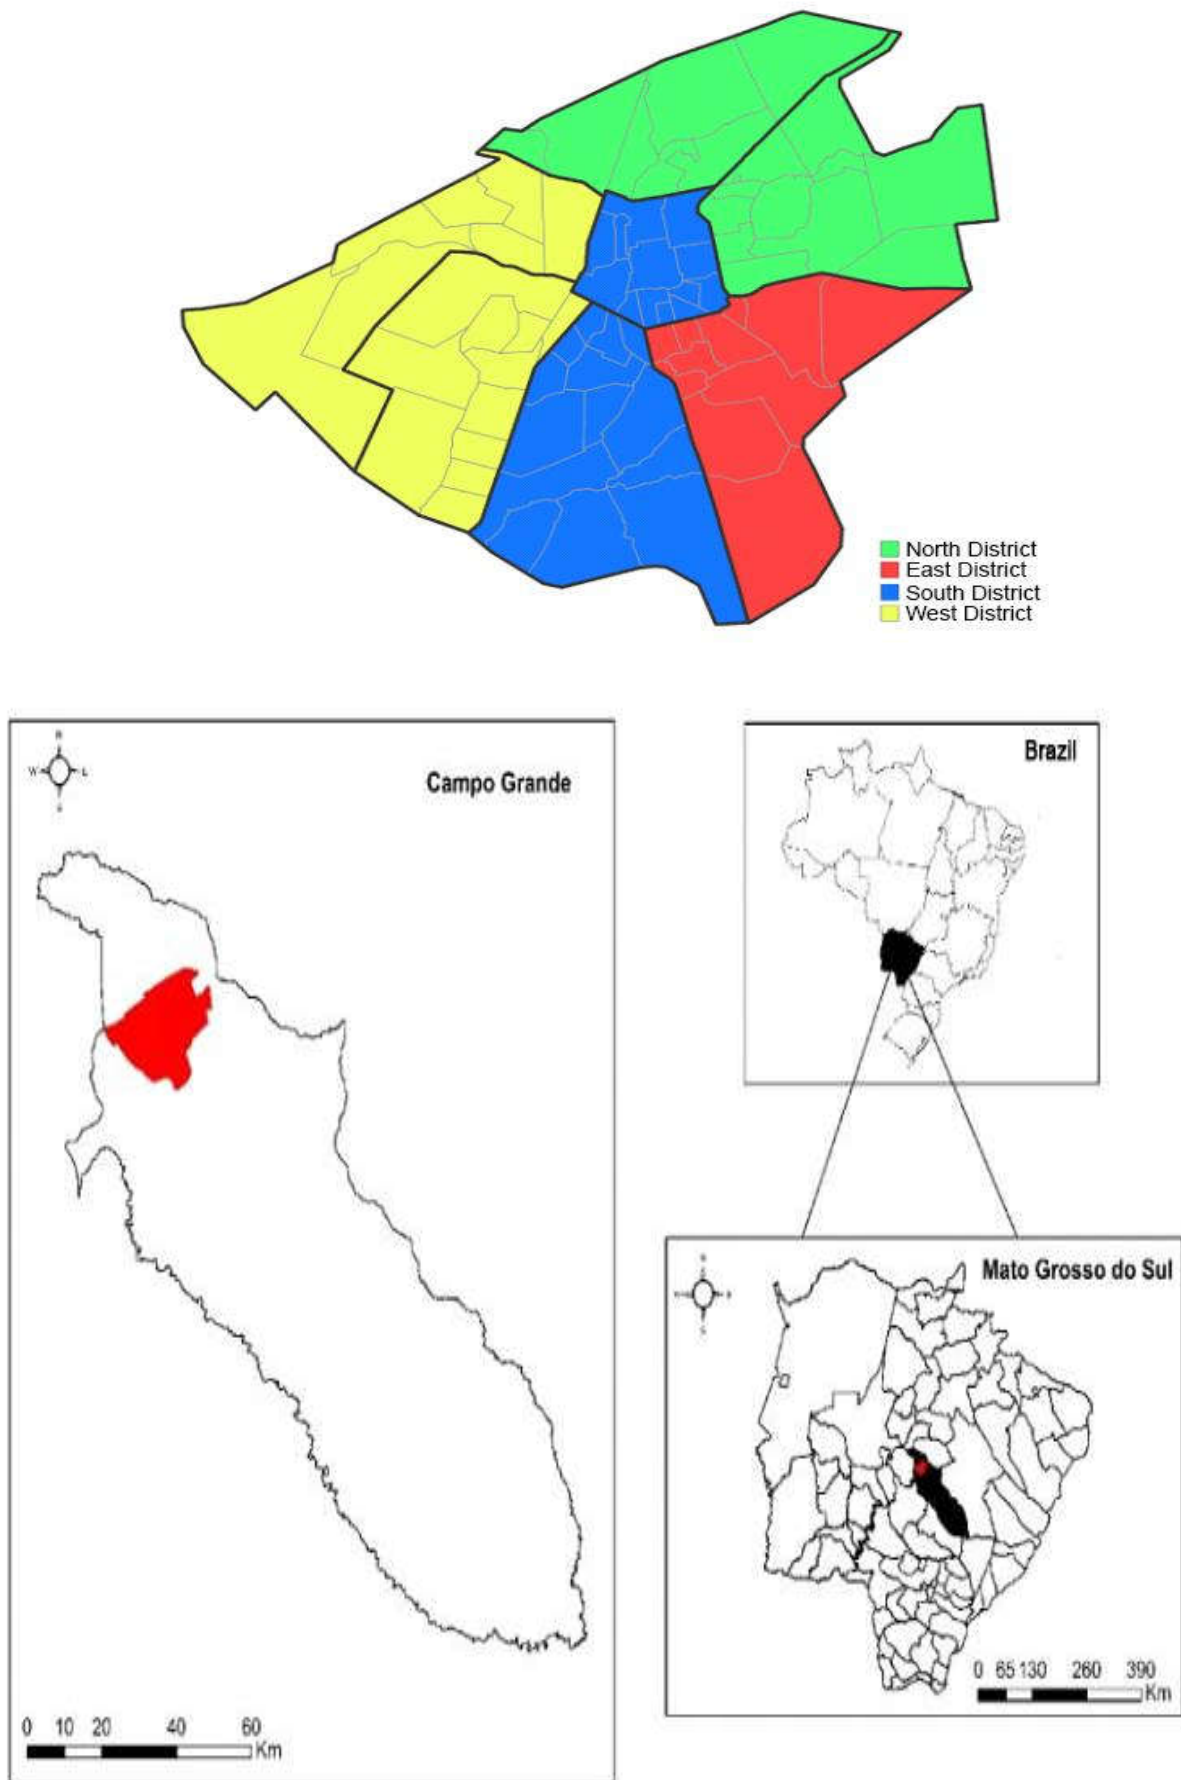 North District
East District
South District
West District
Campo Grande
W
Brazil
Mato Grosso do Sul
0 65 130 260 390
Km
0 10 20 40 60
Km